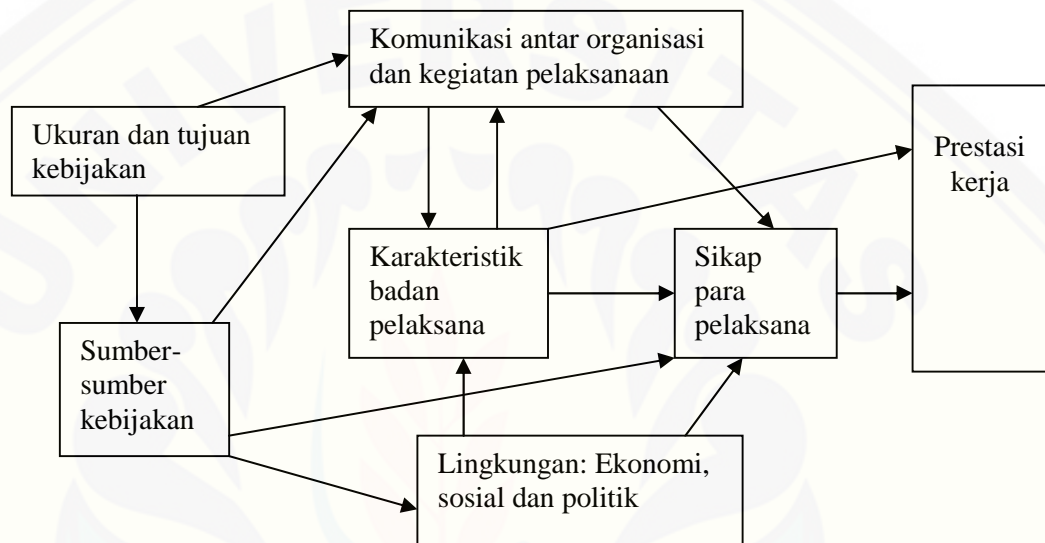 Komunikasi antar organisasi
dan kegiatan pelaksanaan
Ukuran dan tujuan
kebijakan
Prestasi
kerja
Karakteristik
badan
pelaksana
Sikap
para
pelaksana
Sumber-
sumber
kebijakan
Lingkungan: Ekonomi,
sosial dan politik
UNIVERSITAS